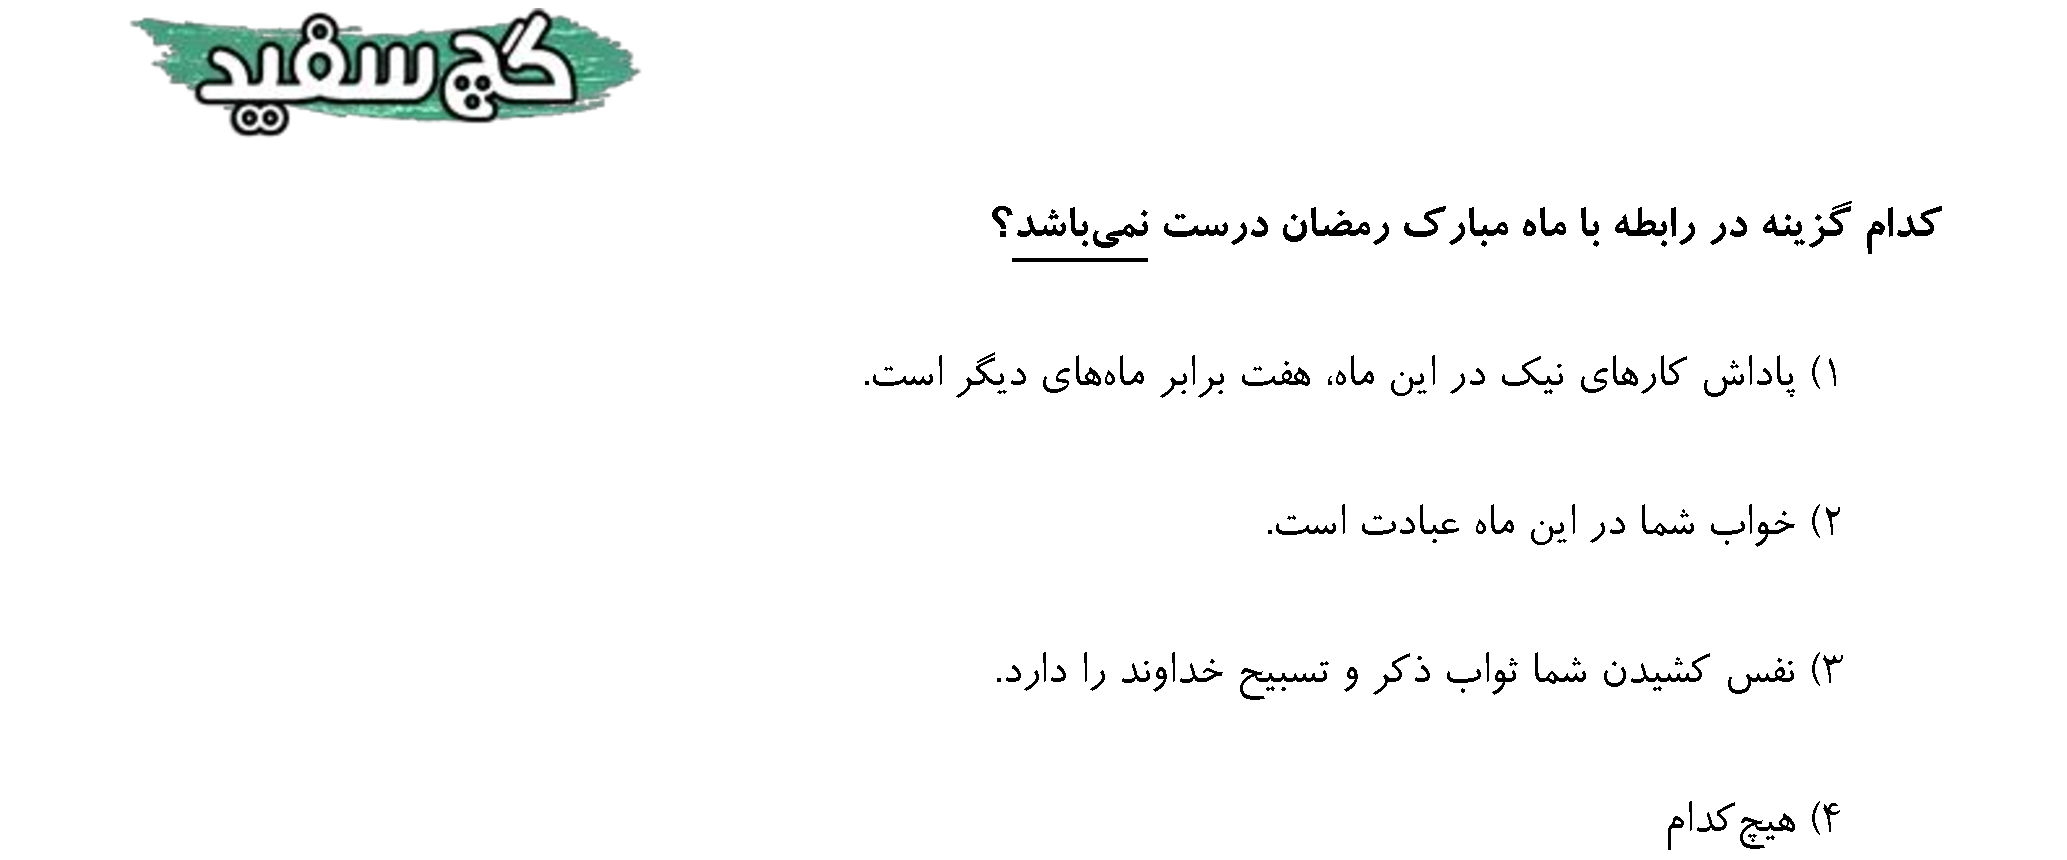 گچ سفید
کدام گزینه در رابطه با ماه مبارک رمضان درست نمی‌باشد؟
۱) پاداش کارهای نیک در این ماه، هفت برابر ماه‌های دیگر است.
۲) خواب شما در این ماه عبادت است.
۳) نفس کشیدن شما ثواب ذکر و تسبیح خداوند را دارد.
۴) هیچ‌کدام